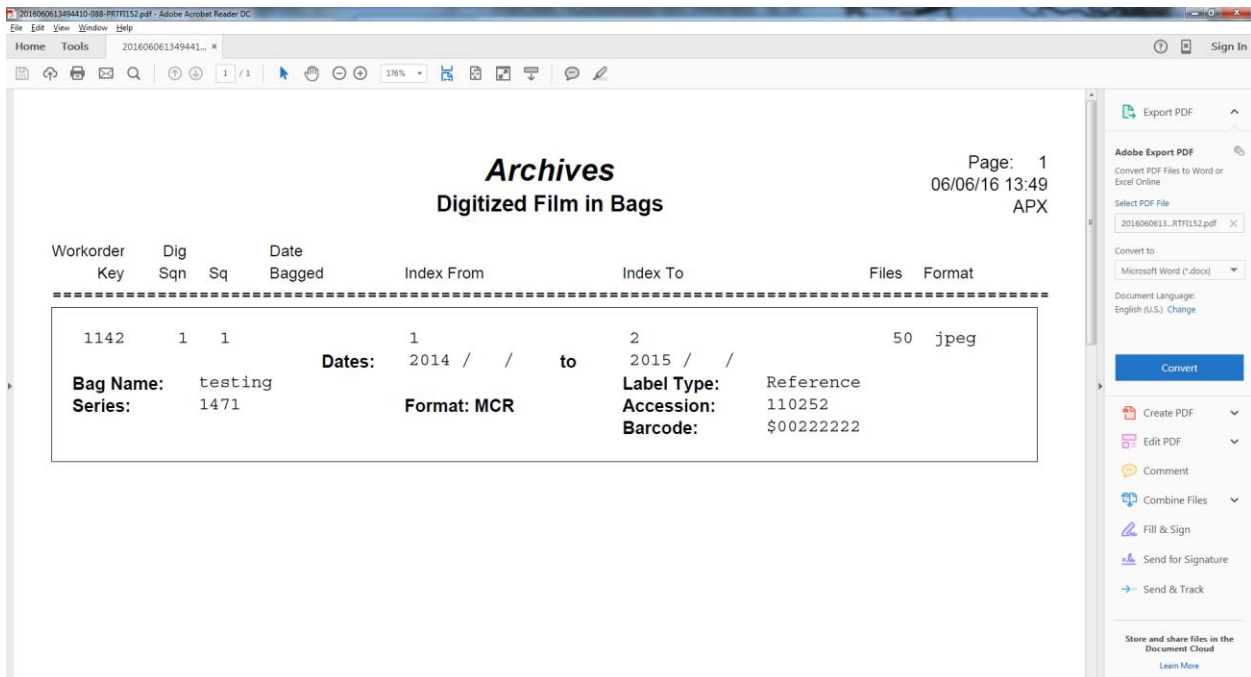 2016060613494410-088-PRTFI152.pdf - Adobe Acrobat Reader DC
File Edit View Window Help
Home Tools 201606061349441... × Sign In
1 / 1 176%
Archives
Digitized Film in Bags
Page: 1
06/06/16 13:49
APX
Workorder Dig Date
Key Sqn Sq Bagged Index From Index To Files Format
1142 1 1 1 2 50 jpeg
Dates: 2014 / / to 2015 / /
Bag Name: testing Label Type: Reference
Series: 1471 Format: MCR Accession: 110252
Barcode: $00222222
Export PDF
Adobe Export PDF
Convert PDF Files to Word or
Excel Online
Select PDF File
2016060613...RTFI152.pdf ×
Convert to
Microsoft Word (*.docx)
Document Language:
English (U.S.) Change
Convert
Create PDF
Edit PDF
Comment
Combine Files
Fill & Sign
Send for Signature
Send & Track
Store and share files in the
Document Cloud
Learn More